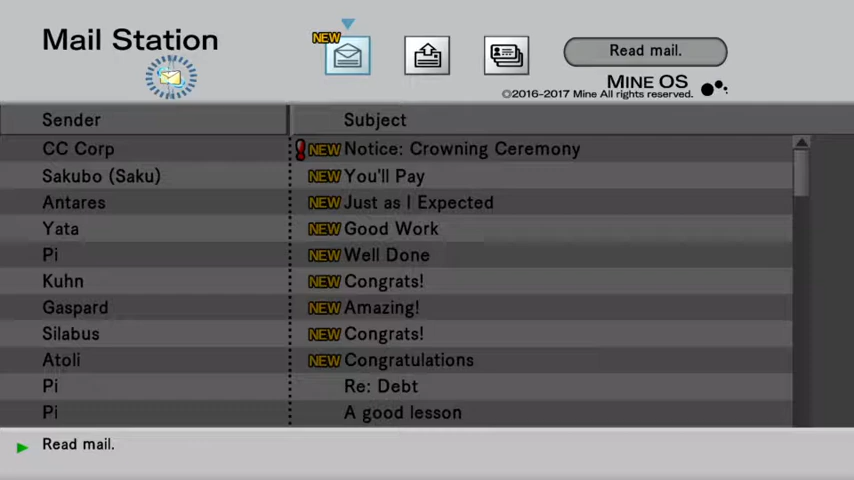 Mail Station
NEW
Read mail.
MINE OS
©2016-2017 Mine All rights reserved.
Sender Subject
CC Corp NEW Notice: Crowning Ceremony
Sakubo (Saku) NEW You'll Pay
Antares NEW Just as I Expected
Yata NEW Good Work
Pi NEW Well Done
Kuhn NEW Congrats!
Gaspard NEW Amazing!
Silabus NEW Congrats!
Atoli NEW Congratulations
Pi Re: Debt
Pi A good lesson
Read mail.